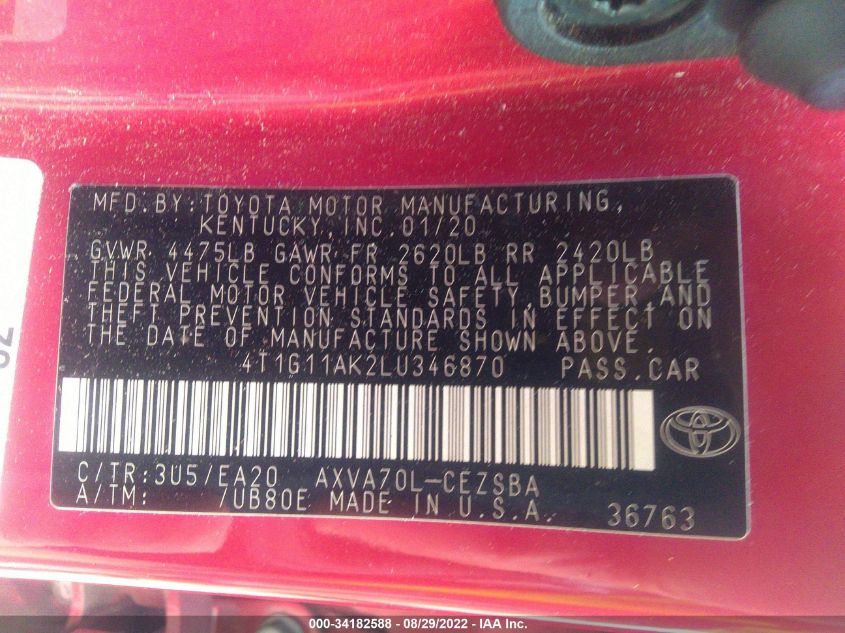 MFD.BY:TOYOTA MOTOR MANUFACTURING,
KENTUCKY,INC.01/20
GVWR 4475LB GAWR FR 2620LB RR 2420LB
THIS VEHICLE CONFORMS TO ALL APPLICABLE
FEDERAL MOTOR VEHICLE SAFETY,BUMPER AND
THEFT PREVENTION STANDARDS IN EFFECT ON
THE DATE OF MANUFACTURE SHOWN ABOVE.
4T1G11AK2LU346870 PASS.CAR
C/TR:3U5/EA20 AXVA70L-CEZSBA
A/TM: /UB80E MADE IN U.S.A. 36763
000-34182588 - 08/29/2022 - IAA Inc.